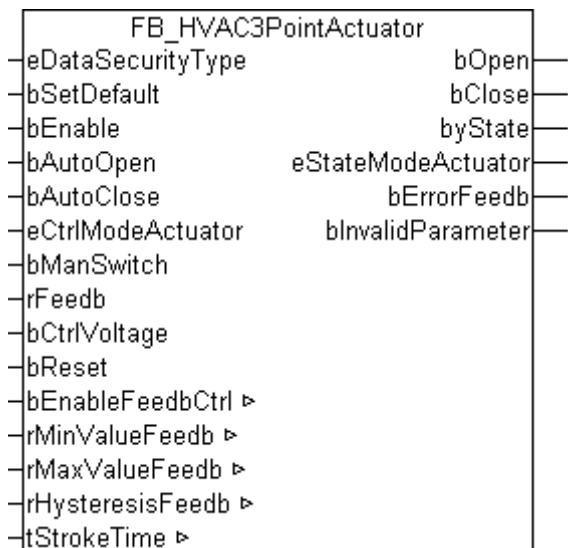 FB_HVAC3PointActuator
eDataSecurityType bOpen
bSetDefault bClose
bEnable byState
bAutoOpen eStateModeActuator
bAutoClose bErrorFeedb
eCtrlModeActuator bInvalidParameter
bManSwitch
rFeedb
bCtrlVoltage
bReset
bEnableFeedbCtrl ▹
rMinValueFeedb ▹
rMaxValueFeedb ▹
rHysteresisFeedb ▹
tStrokeTime ▹